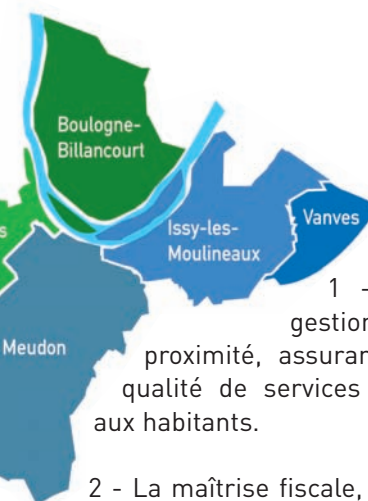 Boulogne-
Billancourt
s
Issy-les-
Moulineaux
Vanves
Meudon
1 -
gestion
proximité, assuran
qualité de services
aux habitants.
2 - La maîtrise fiscale,